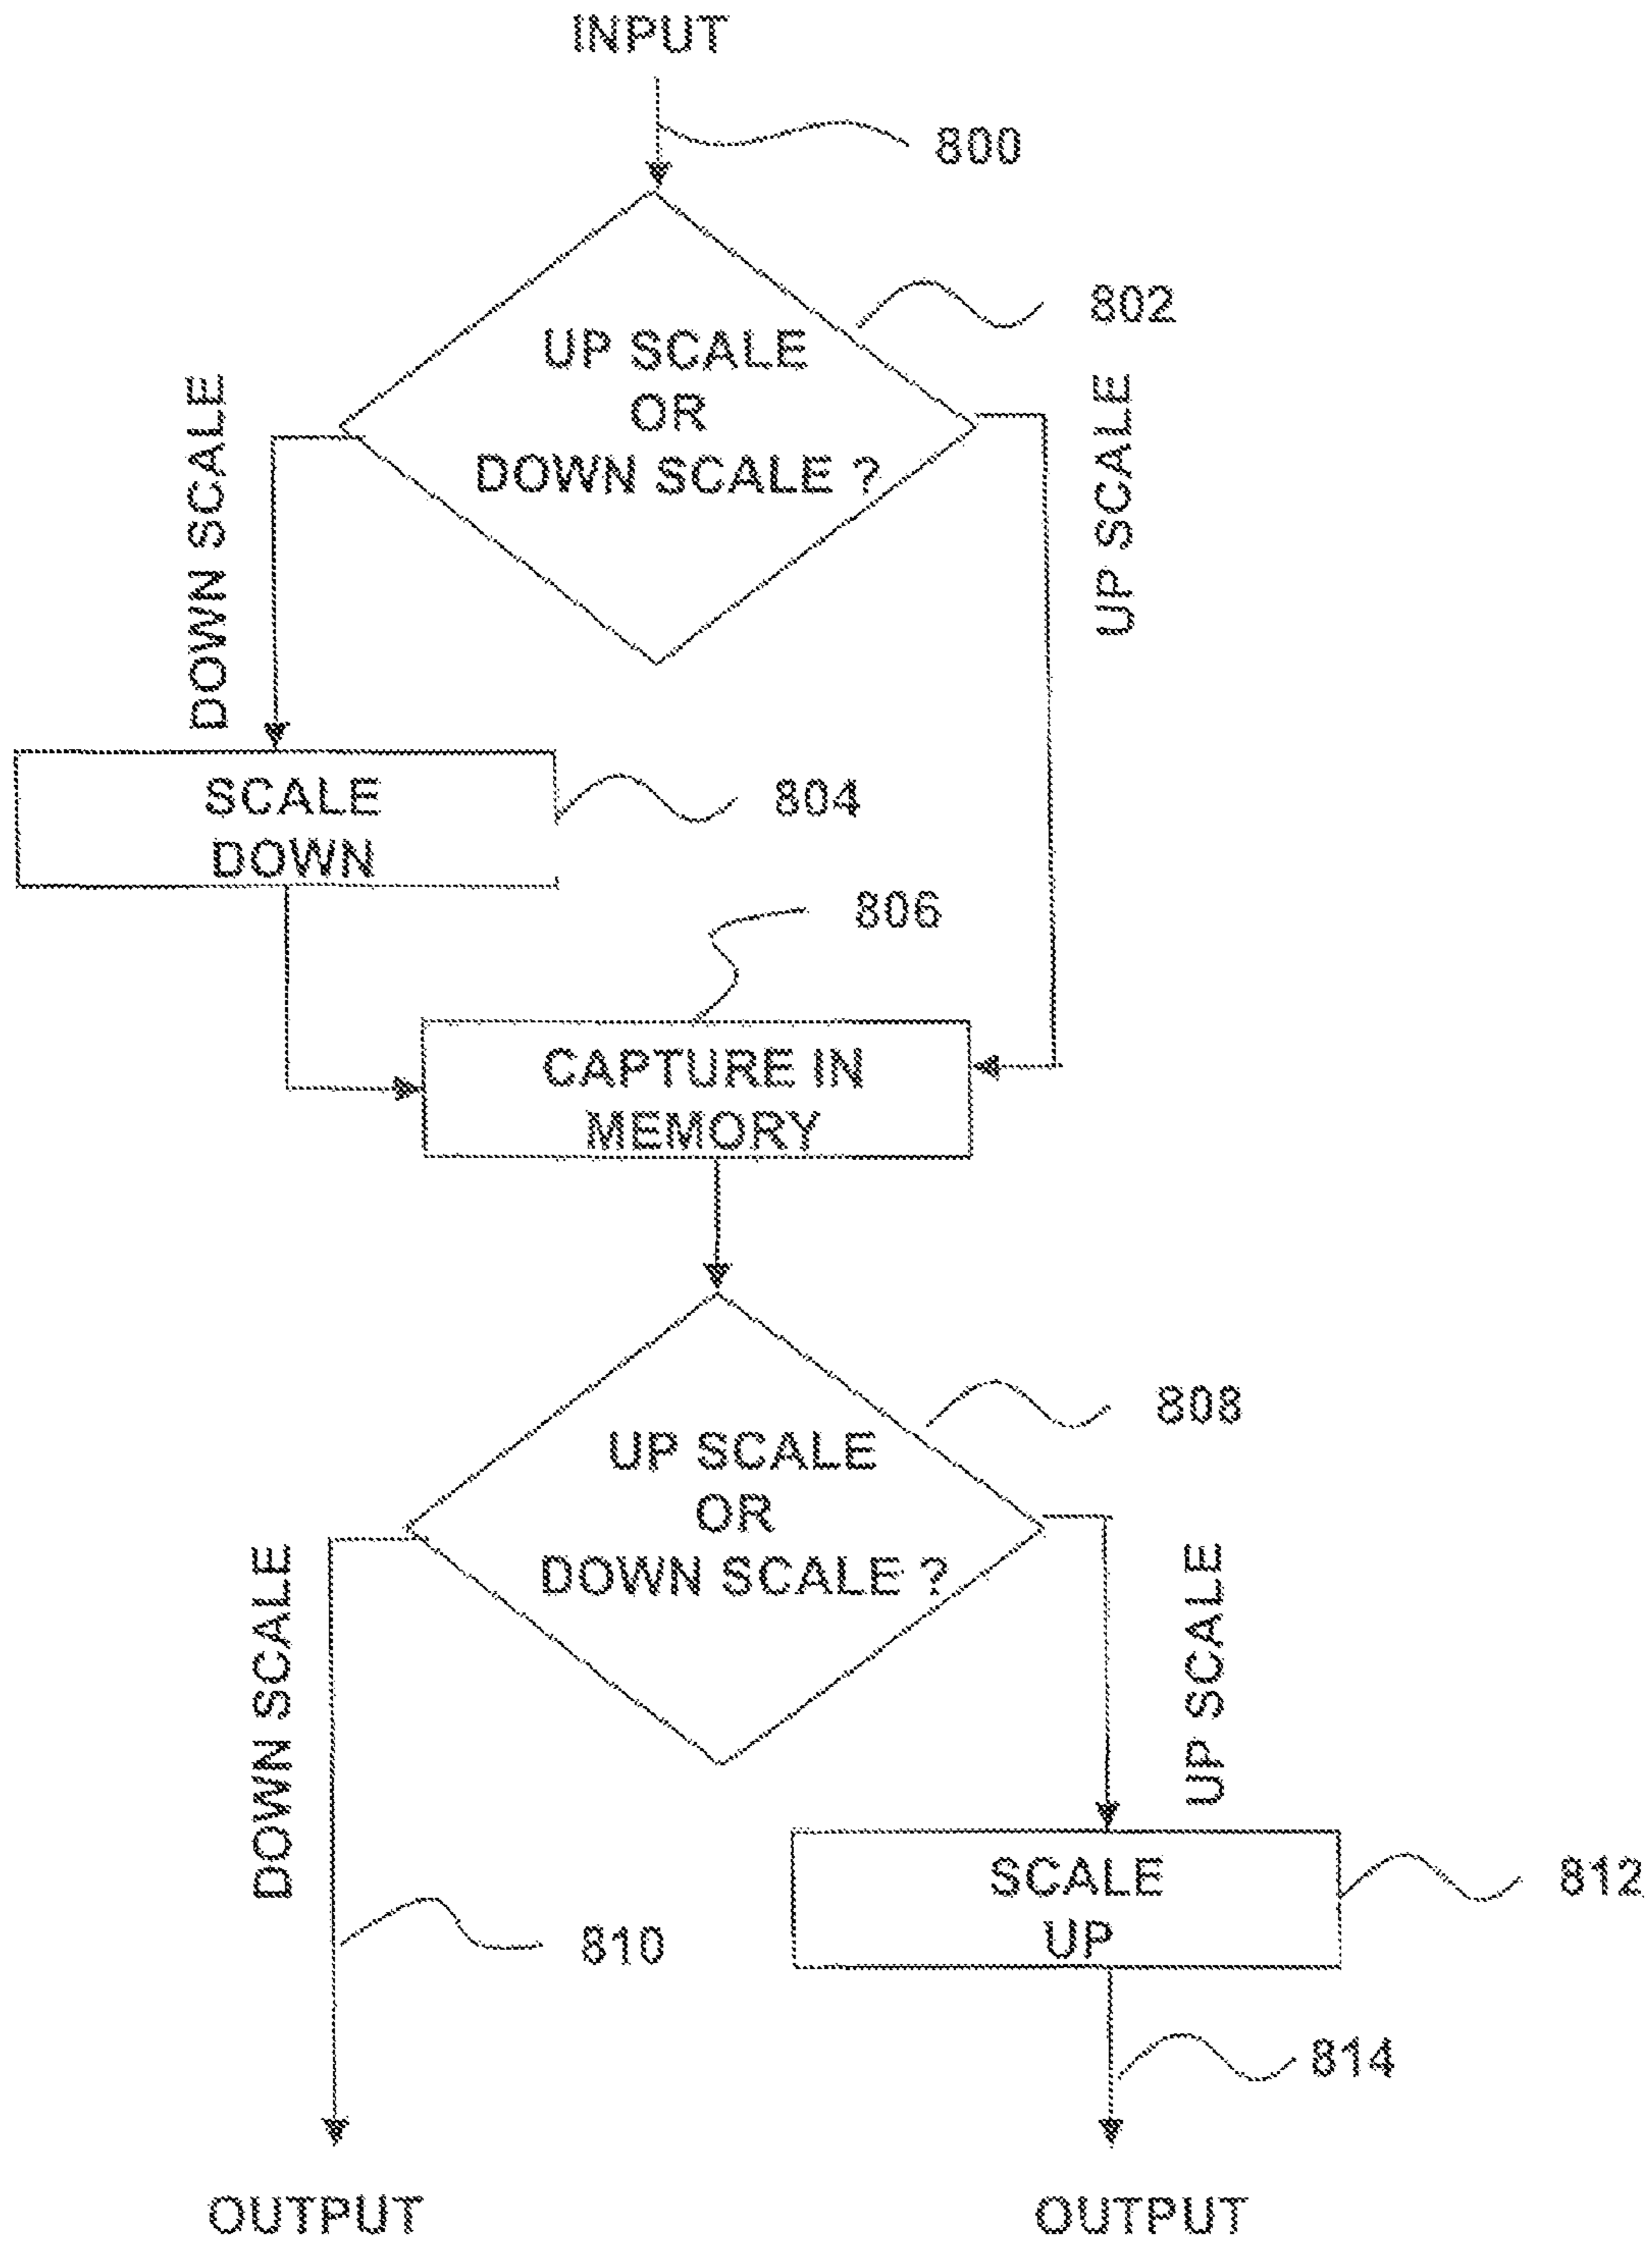 INPUT
800
802
UP SCALE
OR
DOWN SCALE ?
DOWN SCALE
UP SCALE
SCALE
DOWN
804
806
CAPTURE IN
MEMORY
808
UP SCALE
OR
DOWN SCALE ?
DOWN SCALE
UP SCALE
SCALE
UP
812
810
814
OUTPUT
OUTPUT